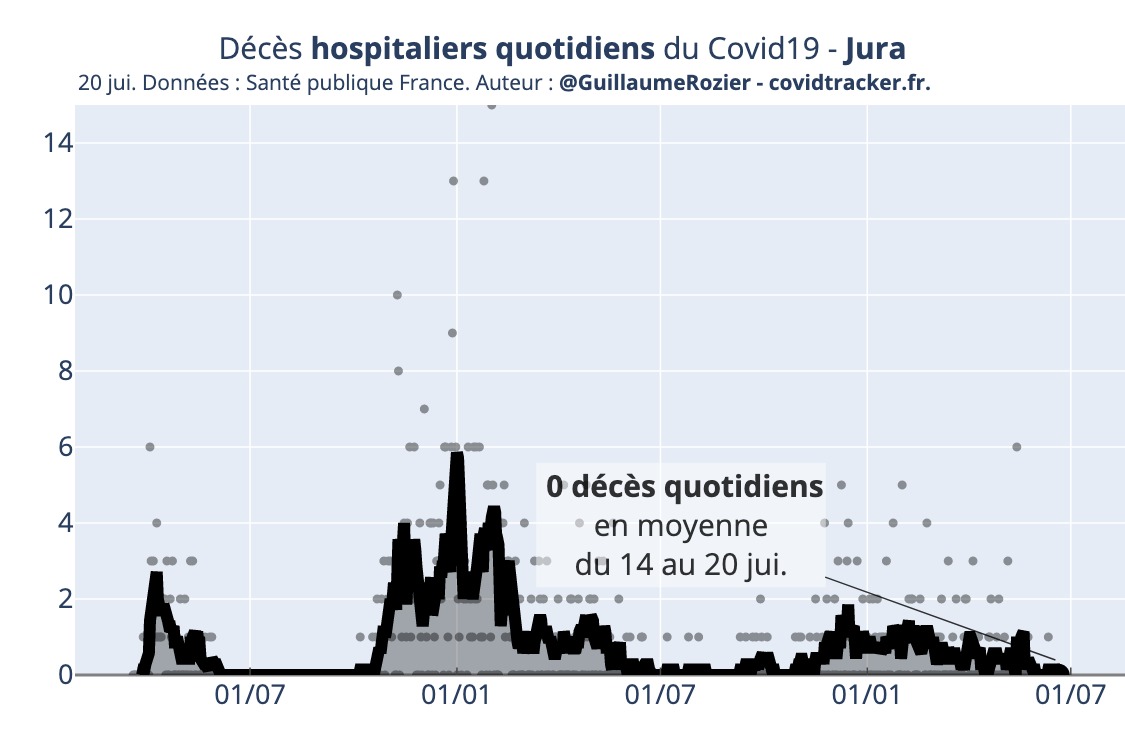 Décès hospitaliers quotidiens du Covid19 - Jura
20 jui. Données : Santé publique France. Auteur : @GuillaumeRozier - covidtracker.fr.
14
12
10
8
6
4
2
0
0 décès quotidiens
en moyenne
du 14 au 20 jui.
01/07 01/01 01/07 01/01 01/07